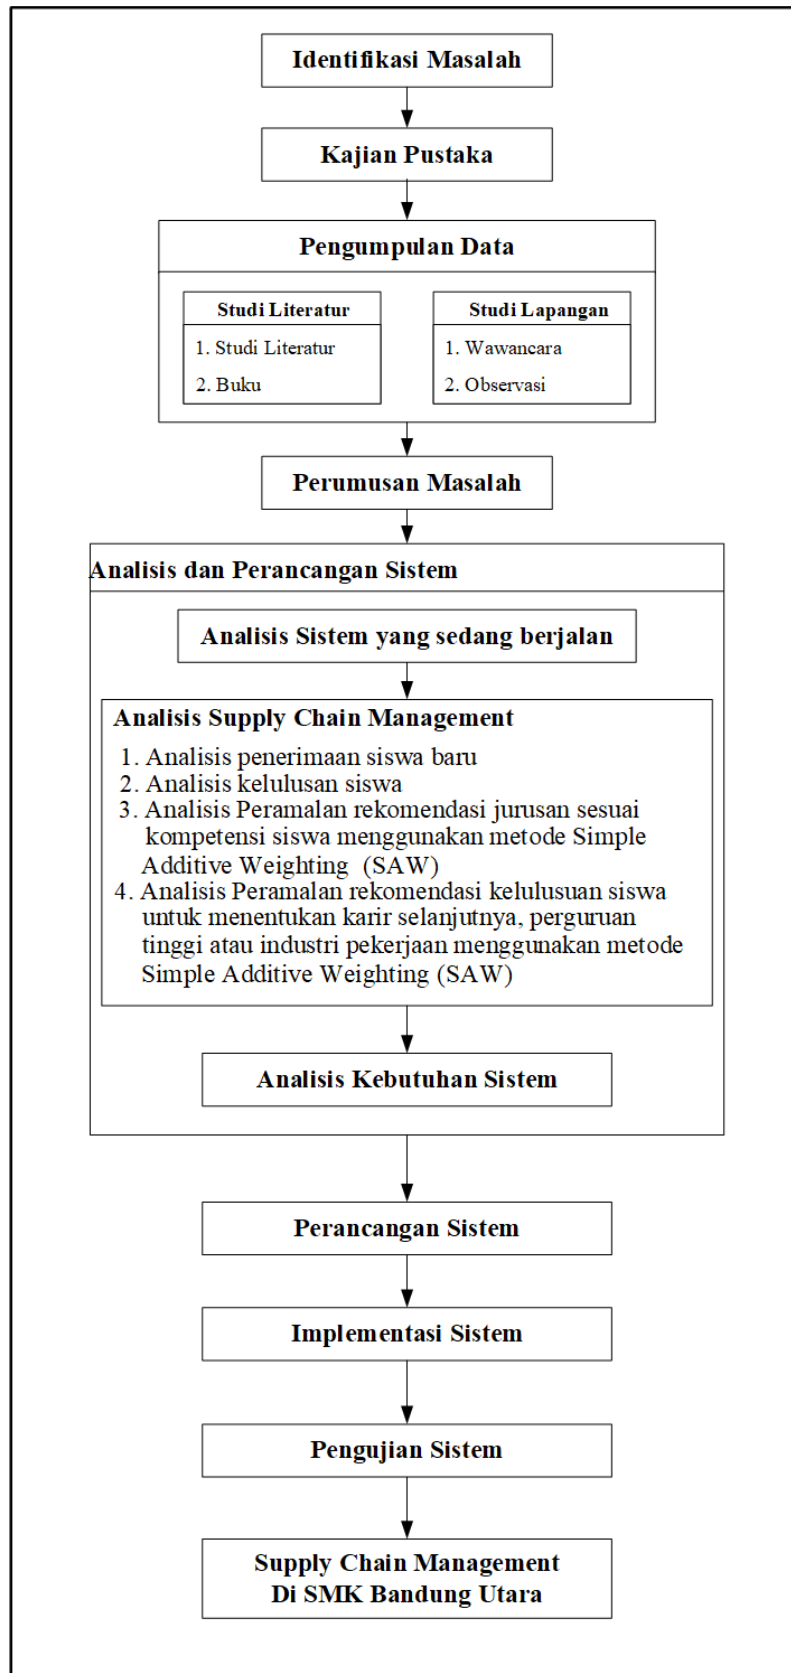 Identifikasi Masalah
Kajian Pustaka
Pengumpulan Data
Studi Literatur
1. Studi Literatur
2. Buku
Studi Lapangan
1. Wawancara
2. Observasi
Perumusan Masalah
Analisis dan Perancangan Sistem
Analisis Sistem yang sedang berjalan
Analisis Supply Chain Management
1. Analisis penerimaan siswa baru
2. Analisis kelulusan siswa
3. Analisis Peramalan rekomendasi jurusan sesuai
kompetensi siswa menggunakan metode Simple
Additive Weighting (SAW)
4. Analisis Peramalan rekomendasi kelulusuan siswa
untuk menentukan karir selanjutnya, perguruan
tinggi atau industri pekerjaan menggunakan metode
Simple Additive Weighting (SAW)
Analisis Kebutuhan Sistem
Perancangan Sistem
Implementasi Sistem
Pengujian Sistem
Supply Chain Management
Di SMK Bandung Utara